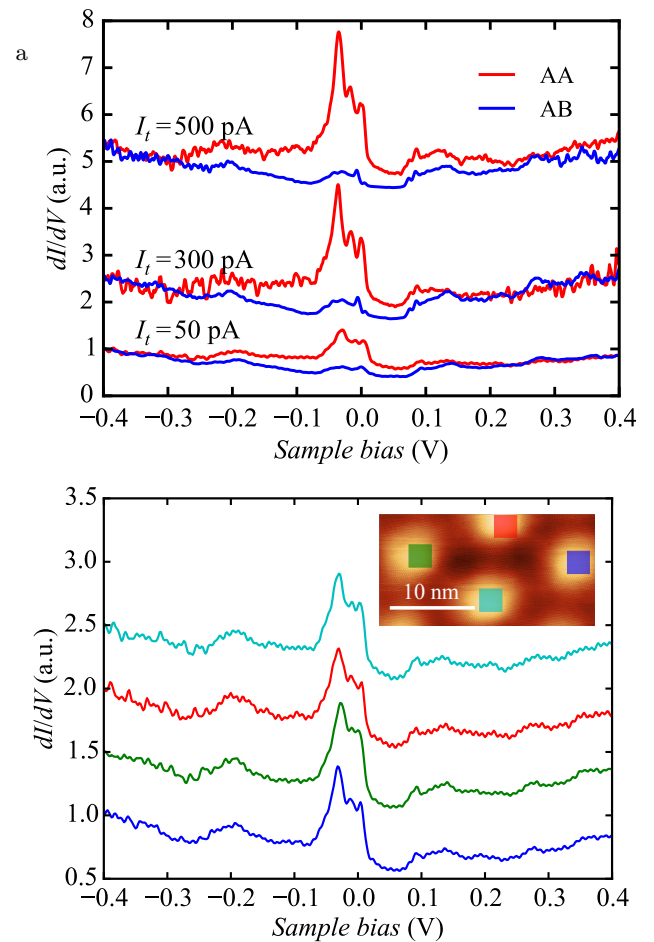 a
8
7
6
5
4
3
2
1
0
dI/dV (a.u.)
AA
AB
I_t = 500 pA
I_t = 300 pA
I_t = 50 pA
−0.4 −0.3 −0.2 −0.1 0.0 0.1 0.2 0.3 0.4
Sample bias (V)
3.5
3.0
2.5
2.0
1.5
1.0
0.5
dI/dV (a.u.)
10 nm
−0.4 −0.3 −0.2 −0.1 0.0 0.1 0.2 0.3 0.4
Sample bias (V)